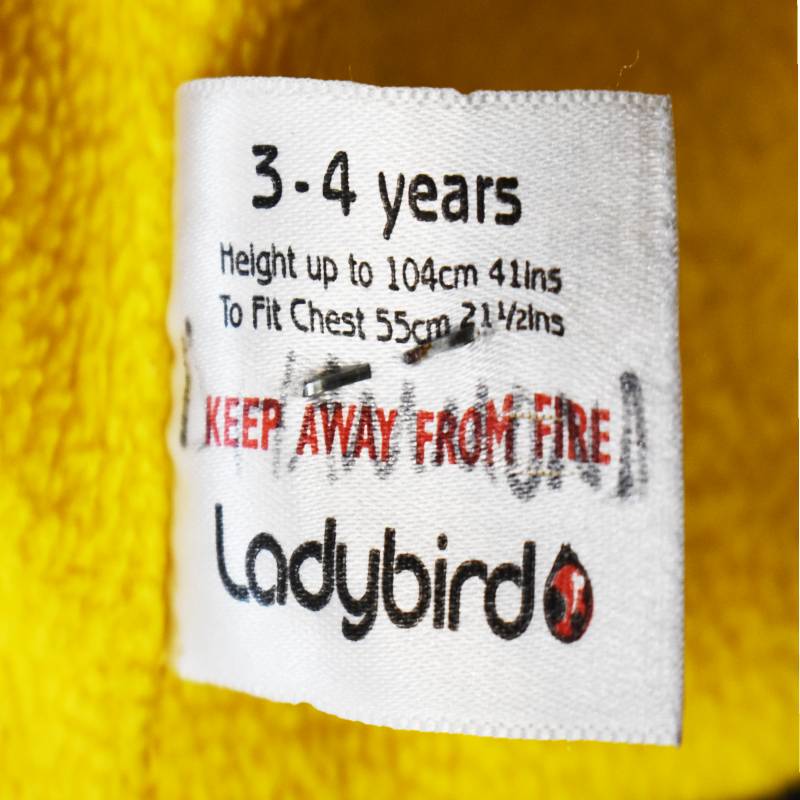 3-4 years
Height up to 104cm 41ins
To Fit Chest 55cm 21½ins
KEEP AWAY FROM FIRE
Ladybird